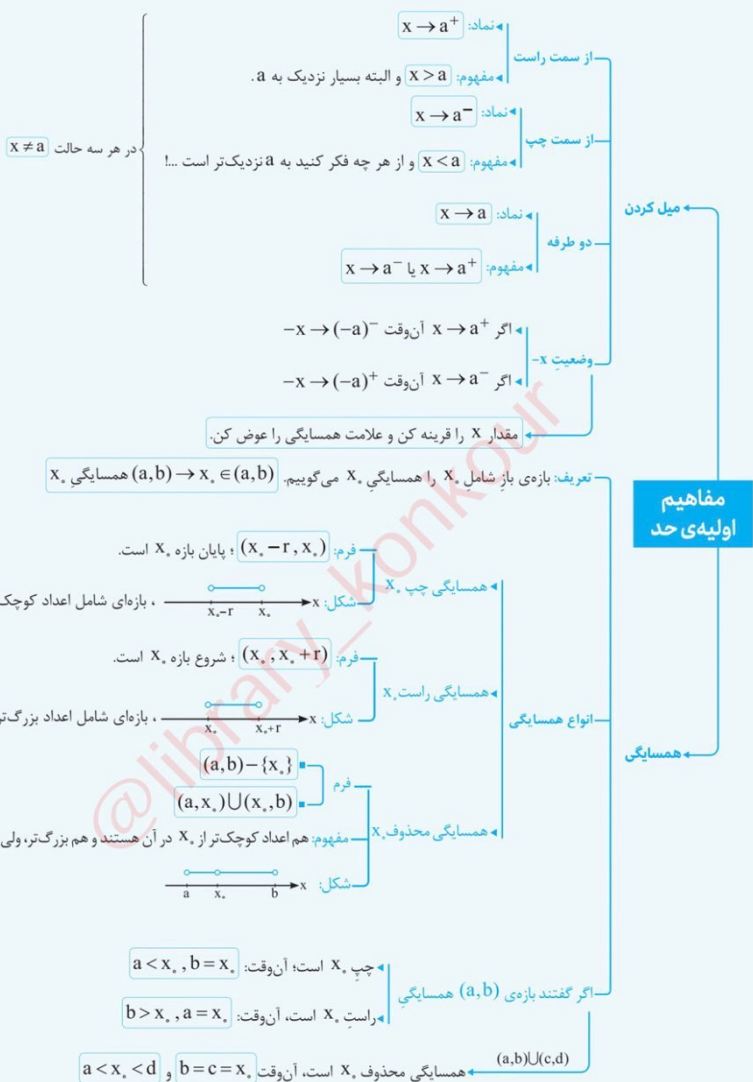 مفاهیم
اولیه‌ی حد
میل کردن
از سمت راست
نماد: x → a⁺
مفهوم: x > a و البته بسیار نزدیک به a.
از سمت چپ
نماد: x → a⁻
مفهوم: x < a و از هر چه فکر کنید به a نزدیک‌تر است ...!
دو طرفه
نماد: x → a
مفهوم: x → a⁺ یا x → a⁻
در هر سه حالت x ≠ a
وضعیتِ -x
اگر x → a⁺ آن‌وقت -x → (-a)⁻
اگر x → a⁻ آن‌وقت -x → (-a)⁺
مقدار x را قرینه کن و علامت همسایگی را عوض کن.
همسایگی
تعریف: بازه‌ی بازِ شاملِ x₀ را همسایگیِ x₀ می‌گوییم. x₀ ∈ (a,b) → (a,b) همسایگیِ x₀
انواع همسایگی
همسایگی چپ x₀
فرم: (x₀ - r, x₀) ؛ پایان بازه x₀ است.
شکل: x₀-r x₀ x ، بازه‌ای شامل اعداد کوچک
همسایگی راست x₀
فرم: (x₀, x₀ + r) ؛ شروع بازه x₀ است.
شکل: x₀ x₀+r x ، بازه‌ای شامل اعداد بزرگ‌تر
همسایگی محذوف x₀
فرم
(a,b) - {x₀}
(a,x₀)∪(x₀,b)
مفهوم: هم اعداد کوچک‌تر از x₀ در آن هستند و هم بزرگ‌تر، ولی
شکل: a x₀ b x
اگر گفتند بازه‌ی (a,b) همسایگیِ
چپِ x₀ است؛ آن‌وقت: a < x₀ , b = x₀
راستِ x₀ است، آن‌وقت: b > x₀ , a = x₀
(a,b)∪(c,d)
همسایگی محذوف x₀ است، آن‌وقت b = c = x₀ و a < x₀ < d
@library_konkour